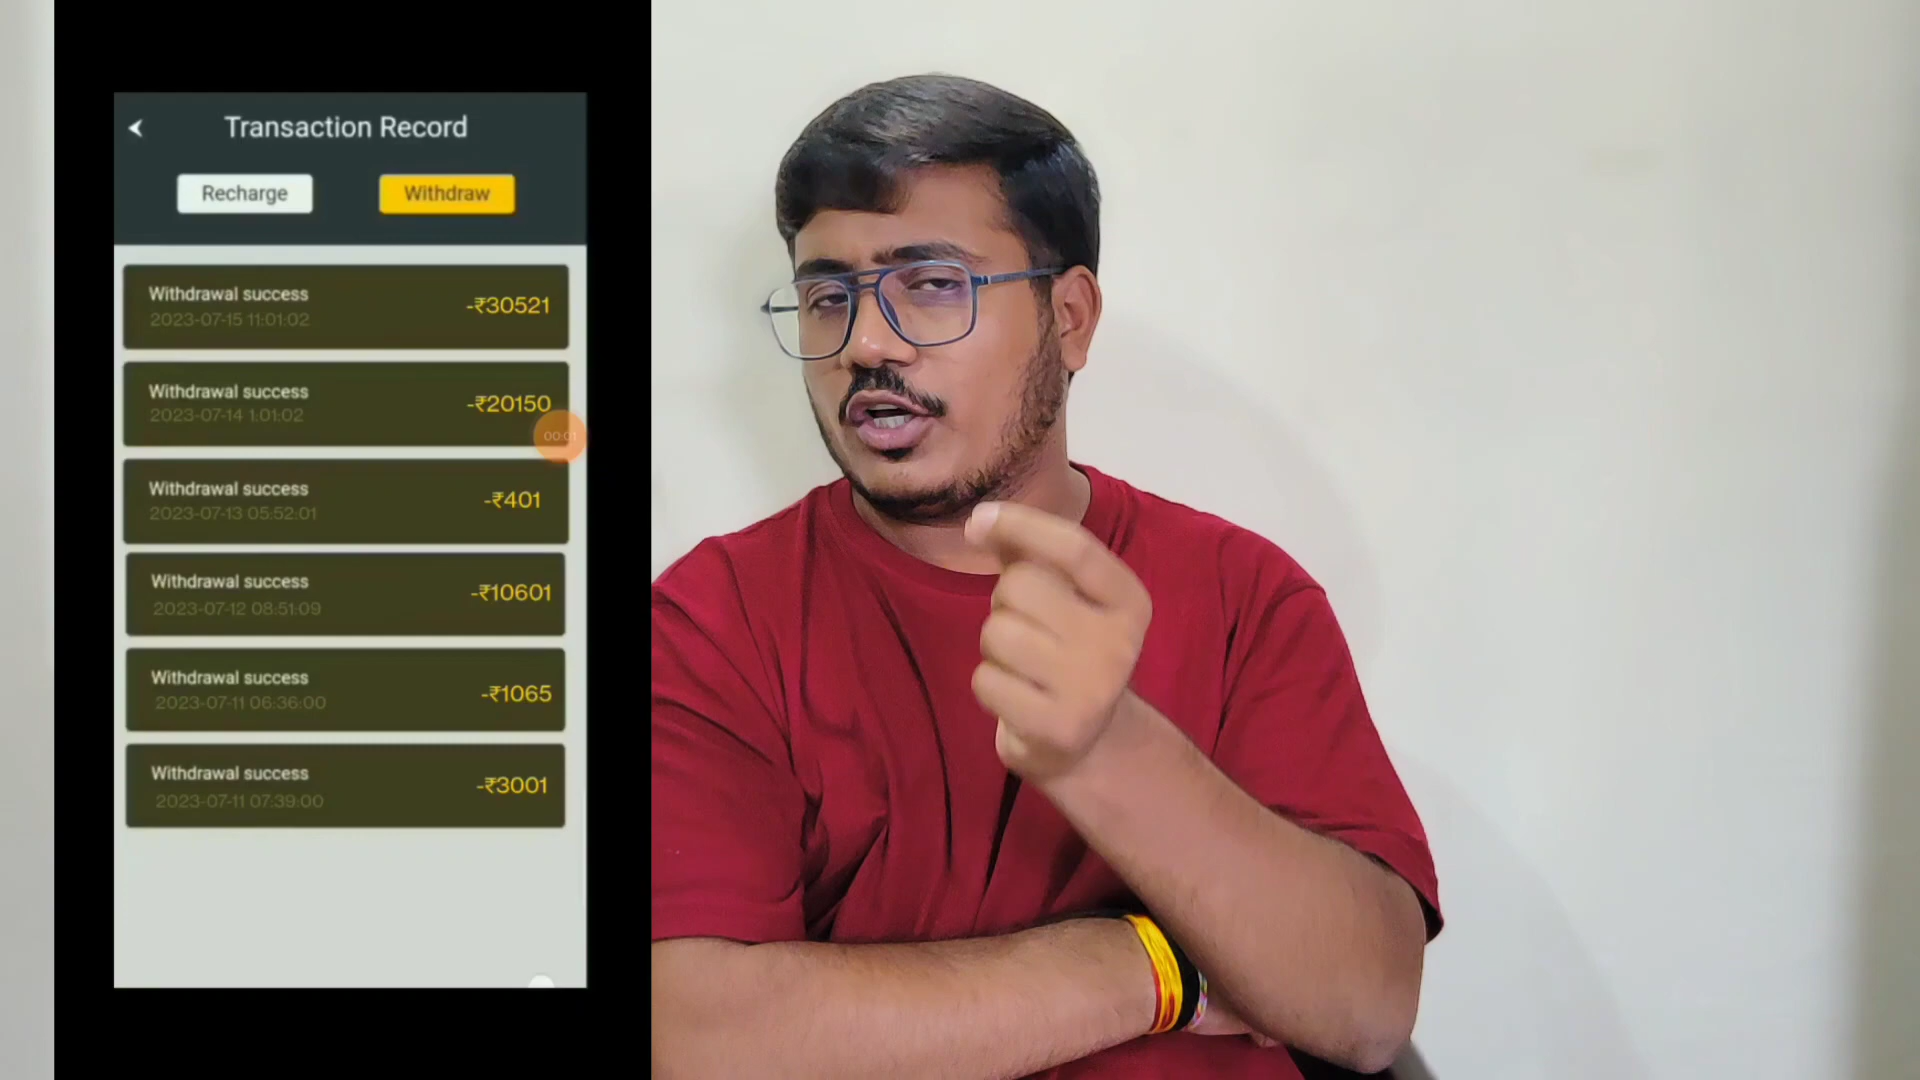 Transaction Record
Recharge
Withdraw
Withdrawal success
-₹30521
2023-07-15 11:01:02
Withdrawal success
-₹20150
2023-07-14 1:01:02
00:01
Withdrawal success
-₹401
2023-07-13 05:52:01
Withdrawal success
-₹10601
2023-07-12 08:51:09
Withdrawal success
-₹1065
2023-07-11 06:36:00
Withdrawal success
-₹3001
2023-07-11 07:39:00